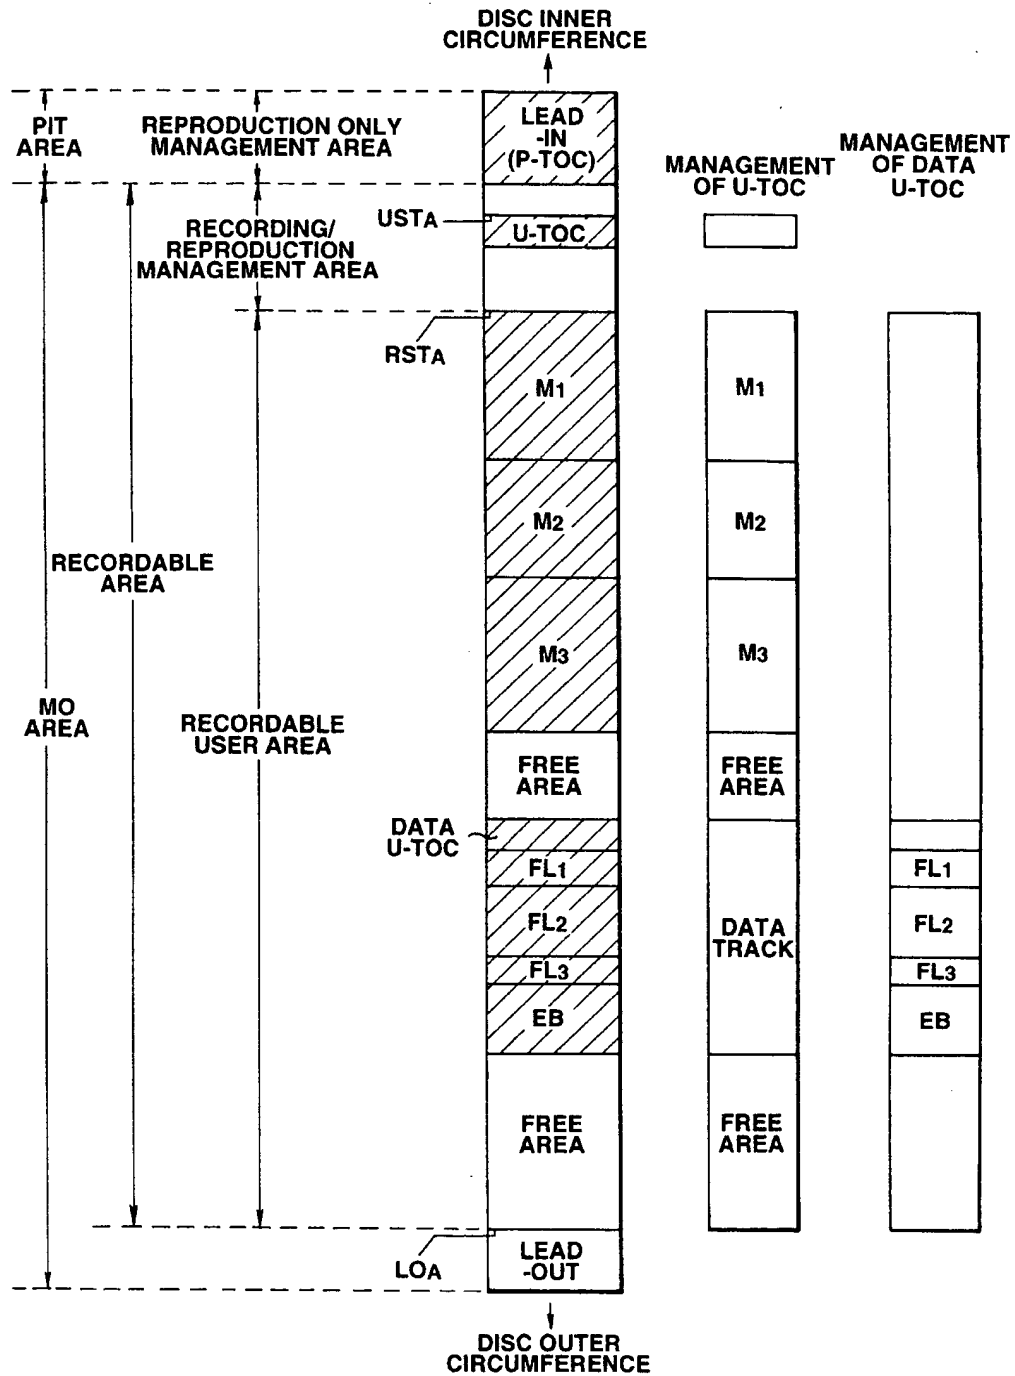 DISC INNER
CIRCUMFERENCE
PIT
AREA
REPRODUCTION ONLY
MANAGEMENT AREA
LEAD
-IN
(P-TOC)
MANAGEMENT
OF U-TOC
MANAGEMENT
OF DATA
U-TOC
USTA
U-TOC
RECORDING/
REPRODUCTION
MANAGEMENT AREA
RSTA
M1
M1
M2
M2
RECORDABLE
AREA
M3
M3
MO
AREA
RECORDABLE
USER AREA
FREE
AREA
FREE
AREA
DATA
U-TOC
FL1
FL1
FL2
DATA
TRACK
FL2
FL3
FL3
EB
EB
FREE
AREA
FREE
AREA
LOA
LEAD
-OUT
DISC OUTER
CIRCUMFERENCE